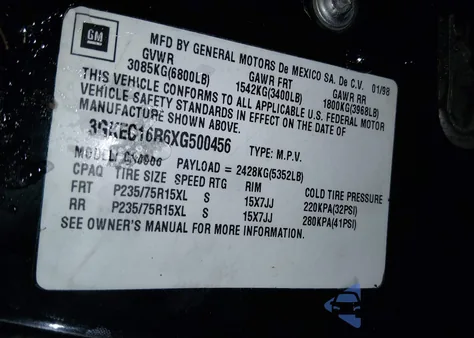 GM
MFD BY GENERAL MOTORS De MEXICO SA. De C.V. 01/98
GVWR GAWR FRT GAWR RR
3085KG(6800LB) 1542KG(3400LB) 1800KG(3968LB)
THIS VEHICLE CONFORMS TO ALL APPLICABLE U.S. FEDERAL MOTOR
VEHICLE SAFETY STANDARDS IN EFFECT ON THE DATE OF
MANUFACTURE SHOWN ABOVE.
3GKEC16R6XG500456 TYPE: M.P.V.
MODEL: PAYLOAD = 2428KG(5352LB)
CPAQ TIRE SIZE SPEED RTG RIM COLD TIRE PRESSURE
FRT P235/75R15XL S 15X7JJ 220KPA(32PSI)
RR P235/75R15XL S 15X7JJ 280KPA(41PSI)
SEE OWNER'S MANUAL FOR MORE INFORMATION.